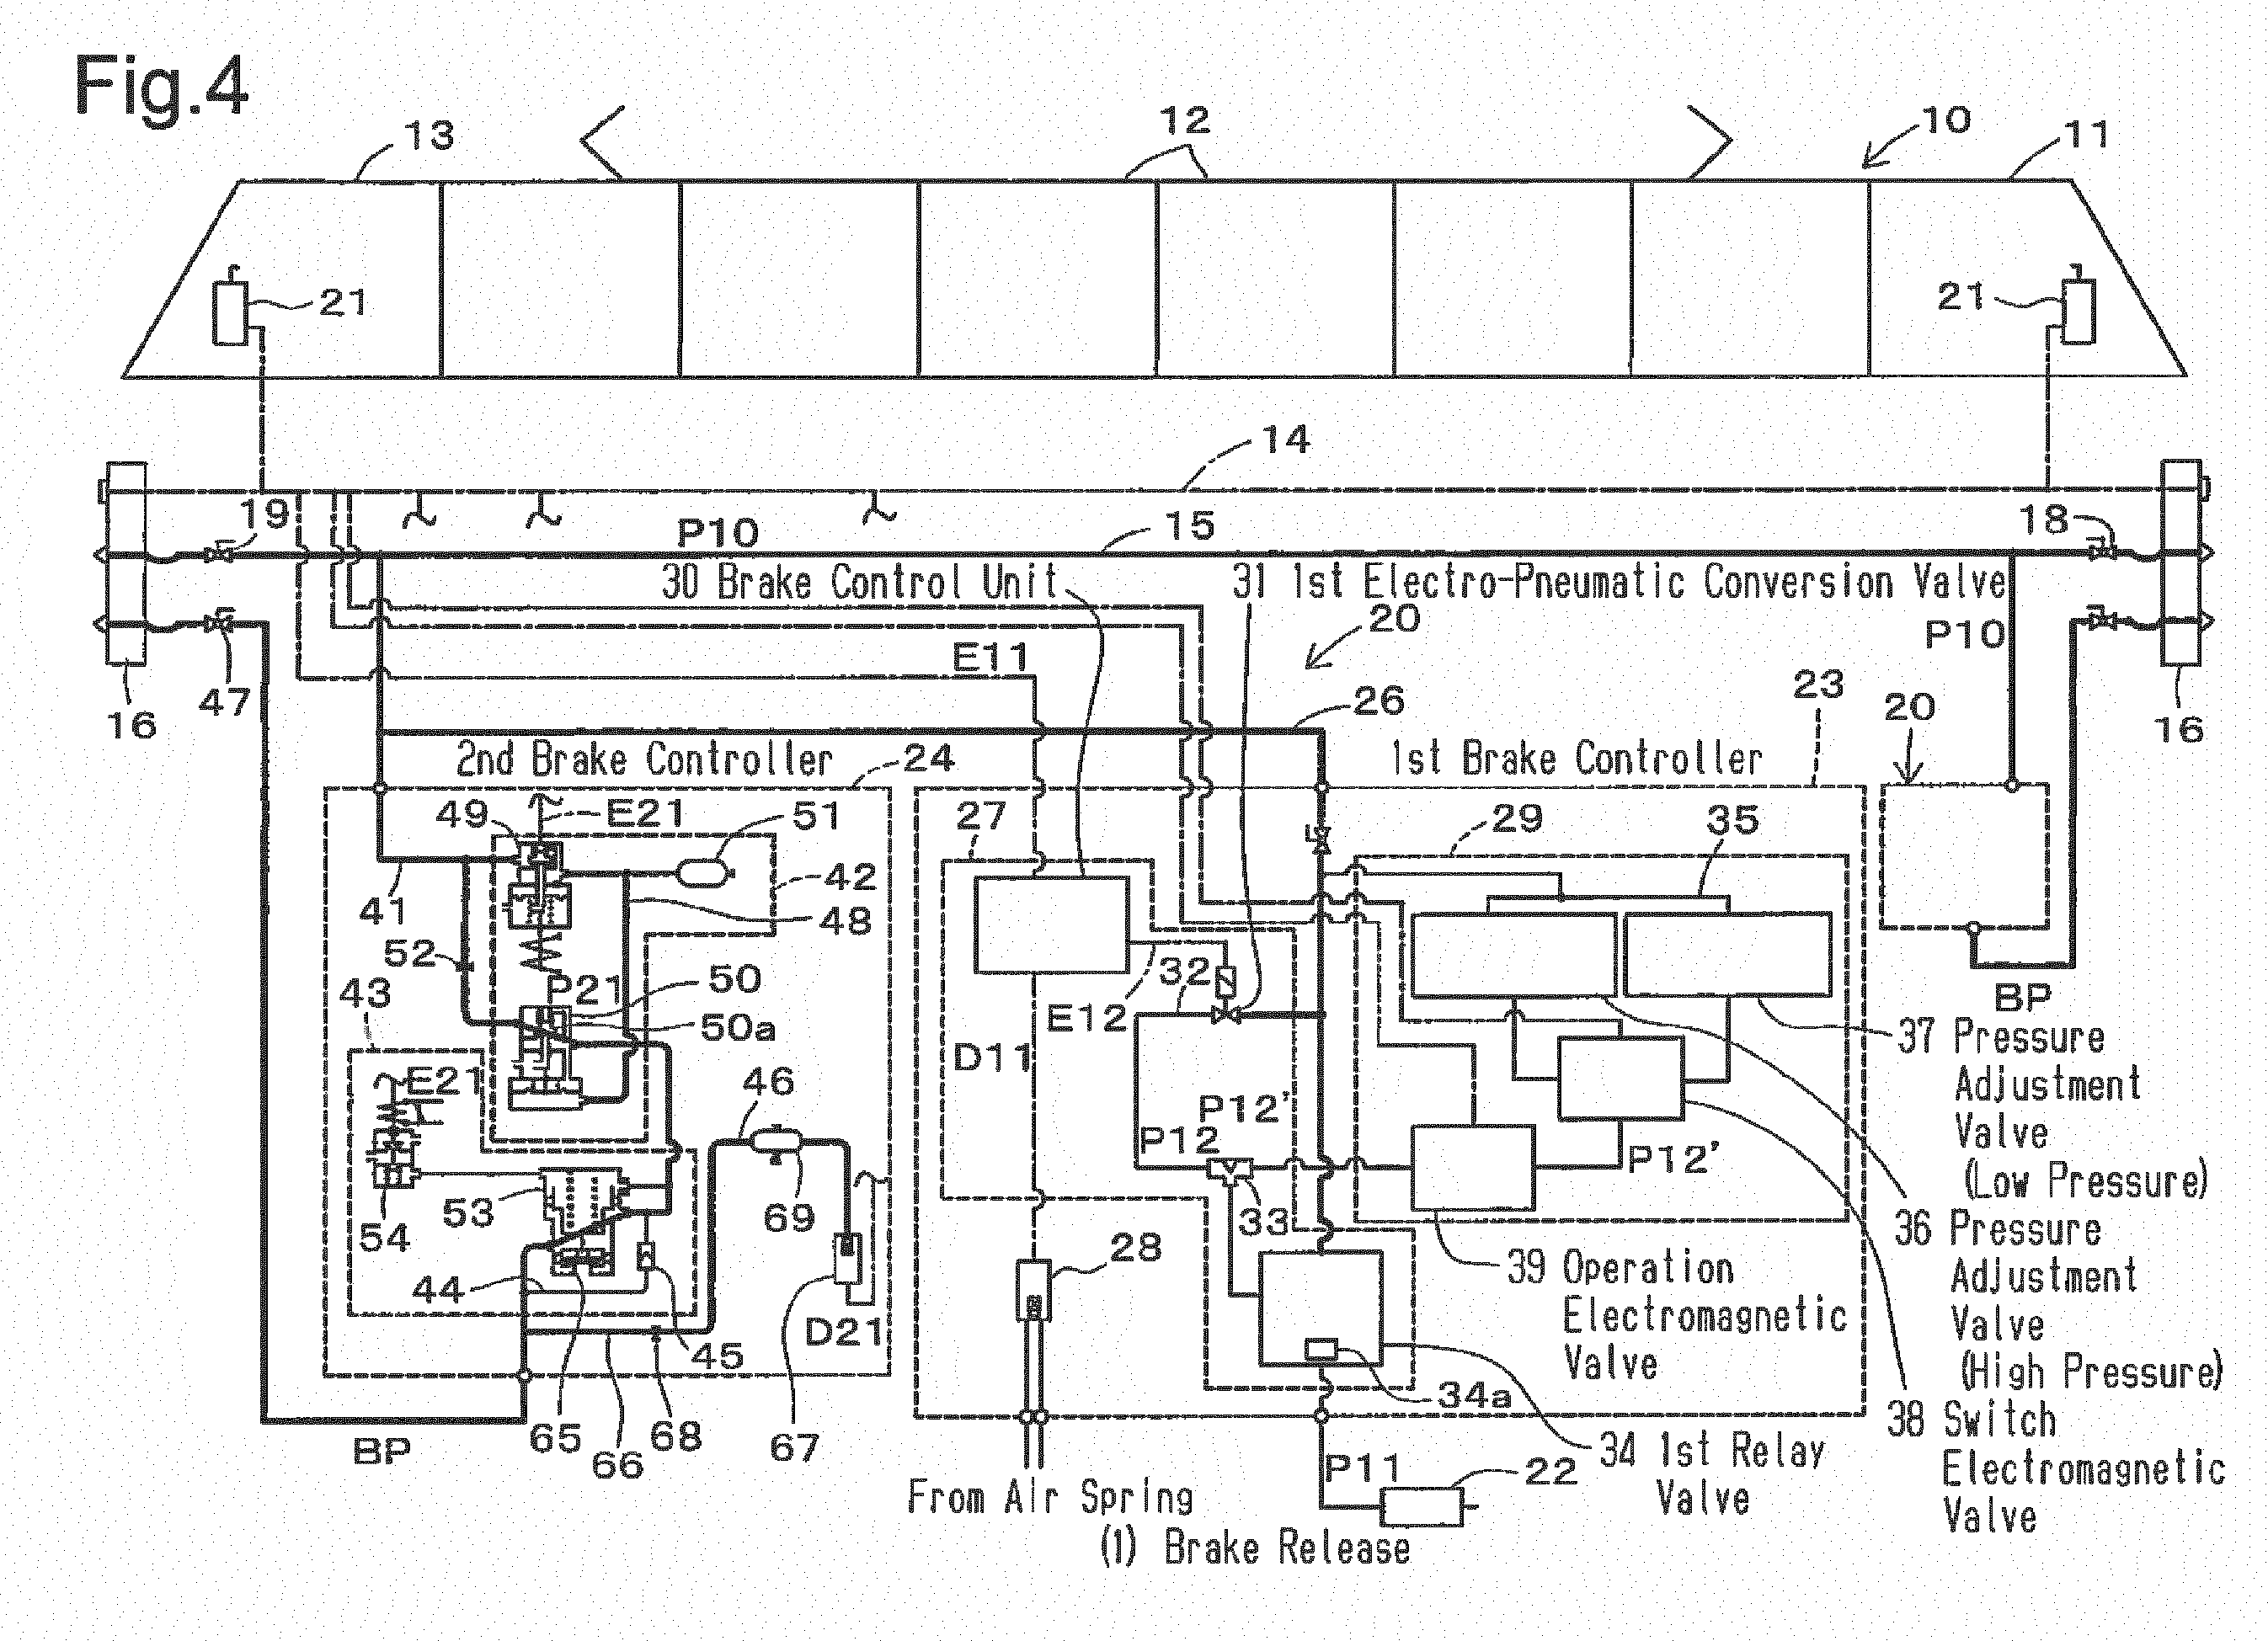 Fig.4
13
12
10
11
21
21
14
19
P10
15
18
30 Brake Control Unit
31 1st Electro-Pneumatic Conversion Valve
20
P10
E11
47
16
26
23
20
16
2nd Brake Controller
24
1st Brake Controller
49
E21
51
27
29
35
42
41
48
52
32
43
P21
50
50a
E12
BP
37 Pressure
Adjustment
Valve
(Low Pressure)
D11
E21
46
P12'
P12
P12'
53
54
69
33
36 Pressure
Adjustment
Valve
(High Pressure)
28
39 Operation
Electromagnetic
Valve
44
D21
45
34a
38 Switch
Electromagnetic
Valve
BP
65
66
68
67
34 1st Relay
Valve
P11
22
From Air Spring
(1) Brake Release